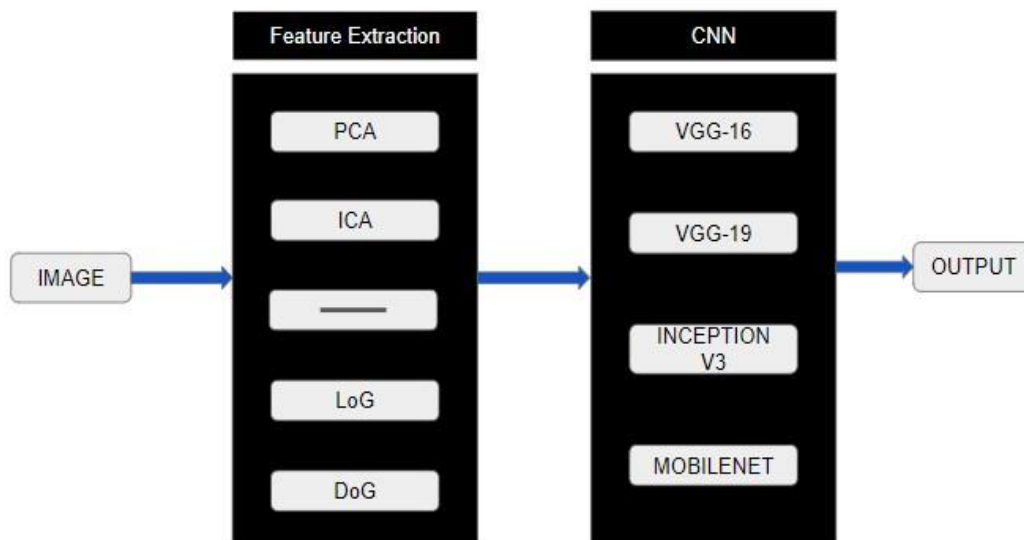 Feature Extraction
PCA
ICA
LoG
DoG
CNN
VGG-16
VGG-19
INCEPTION
V3
MOBILENET
IMAGE
OUTPUT